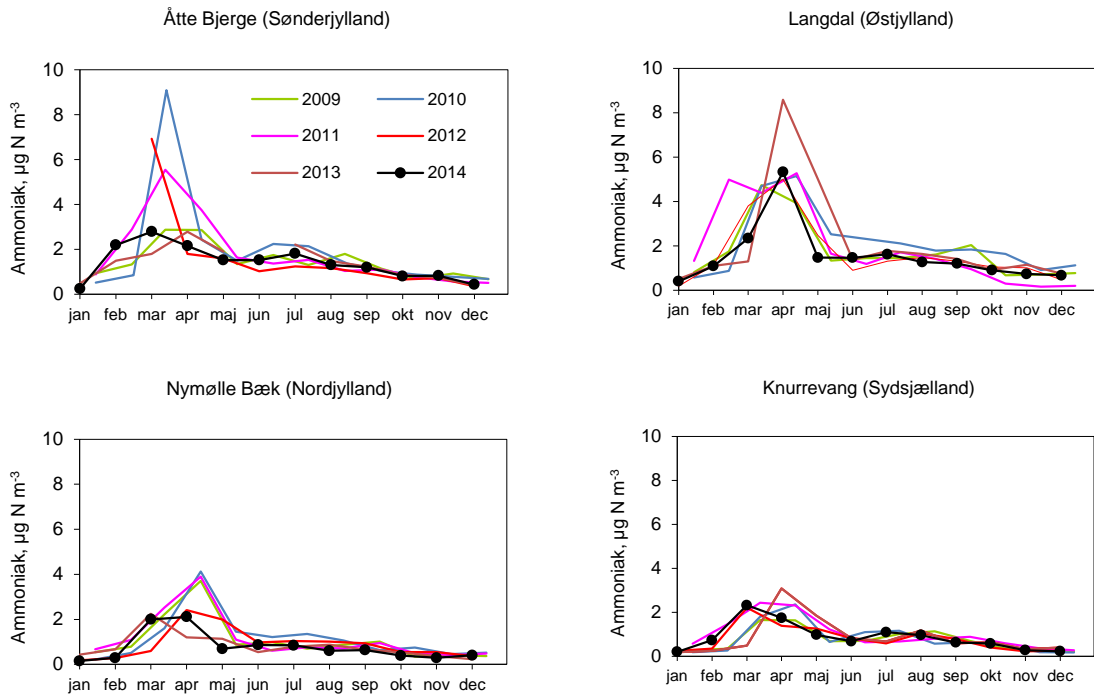 Åtte Bjerge (Sønderjylland)
Ammoniak, µg N m-3
10
8
6
4
2
0
2009
2010
2011
2012
2013
2014
jan feb mar apr maj jun jul aug sep okt nov dec
Langdal (Østjylland)
Ammoniak, µg N m-3
10
8
6
4
2
0
jan feb mar apr maj jun jul aug sep okt nov dec
Nymølle Bæk (Nordjylland)
Ammoniak, µg N m-3
10
8
6
4
2
0
jan feb mar apr maj jun jul aug sep okt nov dec
Knurrevang (Sydsjælland)
Ammoniak, µg N m-3
10
8
6
4
2
0
jan feb mar apr maj jun jul aug sep okt nov dec